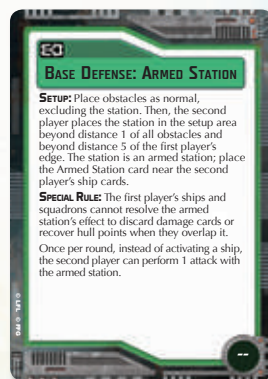 BASE DEFENSE: ARMED STATION
SETUP: Place obstacles as normal,
excluding the station. Then, the second
player places the station in the setup area
beyond distance 1 of all obstacles and
beyond distance 5 of the first player's
edge. The station is an armed station; place
the Armed Station card near the second
player's ship cards.
SPECIAL RULE: The first player's ships and
squadrons cannot resolve the armed
station's effect to discard damage cards or
recover hull points when they overlap it.
Once per round, instead of activating a ship,
the second player can perform 1 attack with
the armed station.
© LFL © FFG
--